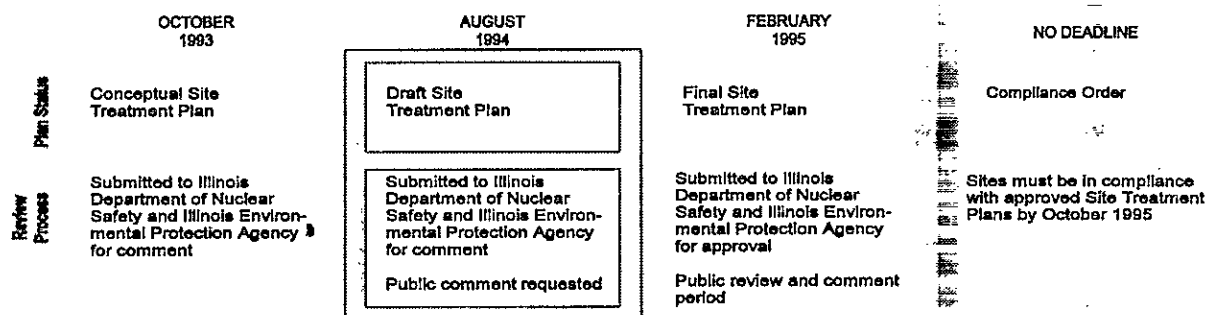 OCTOBER
1993
AUGUST
1994
FEBRUARY
1995
NO DEADLINE
Plan Status
Conceptual Site
Treatment Plan
Draft Site
Treatment Plan
Final Site
Treatment Plan
Compliance Order
Review
Process
Submitted to Illinois
Department of Nuclear
Safety and Illinois Environ-
mental Protection Agency
for comment
Submitted to Illinois
Department of Nuclear
Safety and Illinois Environ-
mental Protection Agency
for comment
Public comment requested
Submitted to Illinois
Department of Nuclear
Safety and Illinois Environ-
mental Protection Agency
for approval
Public review and comment
period
Sites must be in compliance
with approved Site Treatment
Plans by October 1995